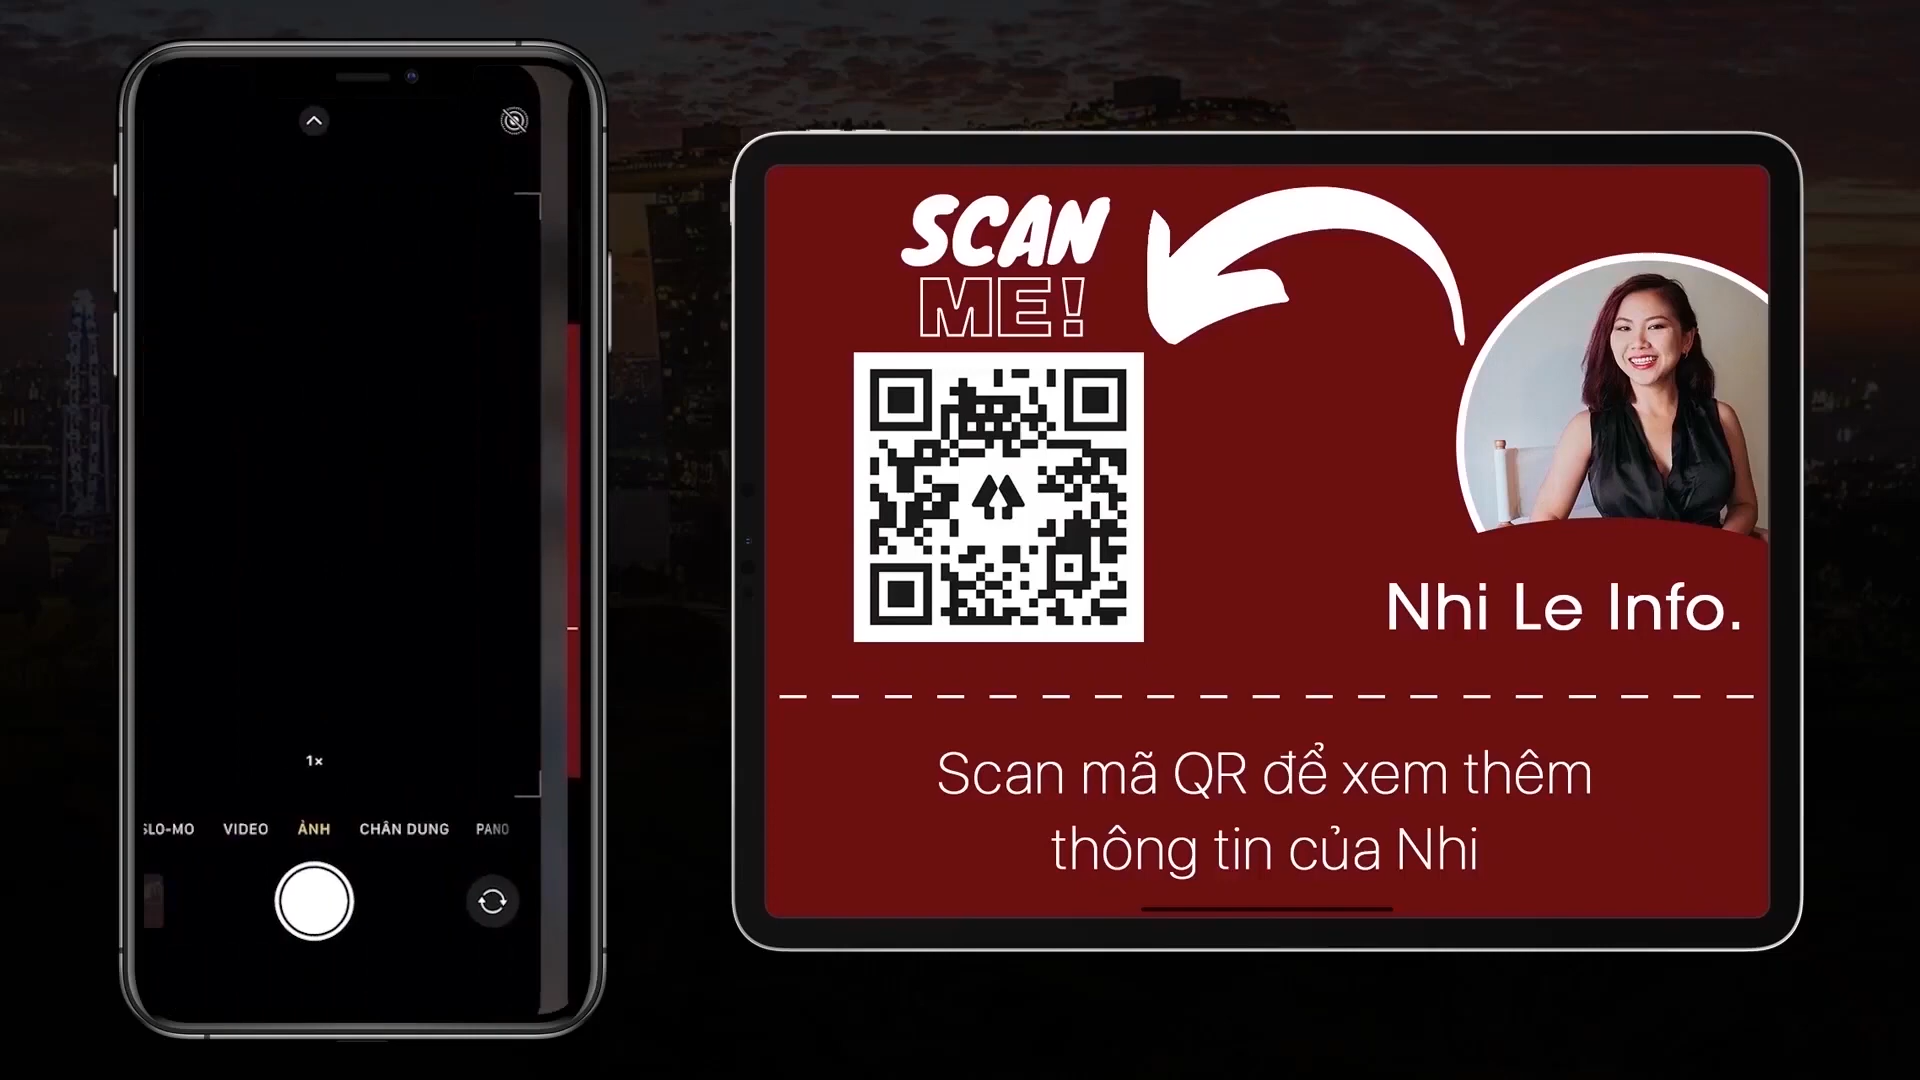 1×
SLO-MO VIDEO ẢNH CHÂN DUNG PANO
SCAN
ME!
Nhi Le Info.
Scan mã QR để xem thêm
thông tin của Nhi